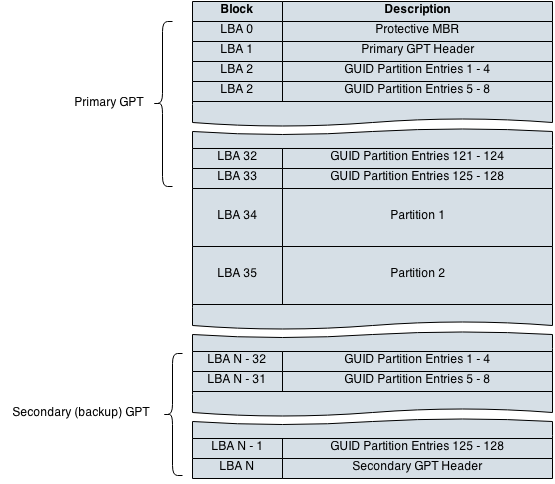 Block Description
LBA 0 Protective MBR
LBA 1 Primary GPT Header
LBA 2 GUID Partition Entries 1 - 4
LBA 2 GUID Partition Entries 5 - 8
Primary GPT
LBA 32 GUID Partition Entries 121 - 124
LBA 33 GUID Partition Entries 125 - 128
LBA 34 Partition 1
LBA 35 Partition 2
LBA N - 32 GUID Partition Entries 1 - 4
LBA N - 31 GUID Partition Entries 5 - 8
Secondary (backup) GPT
LBA N - 1 GUID Partition Entries 125 - 128
LBA N Secondary GPT Header